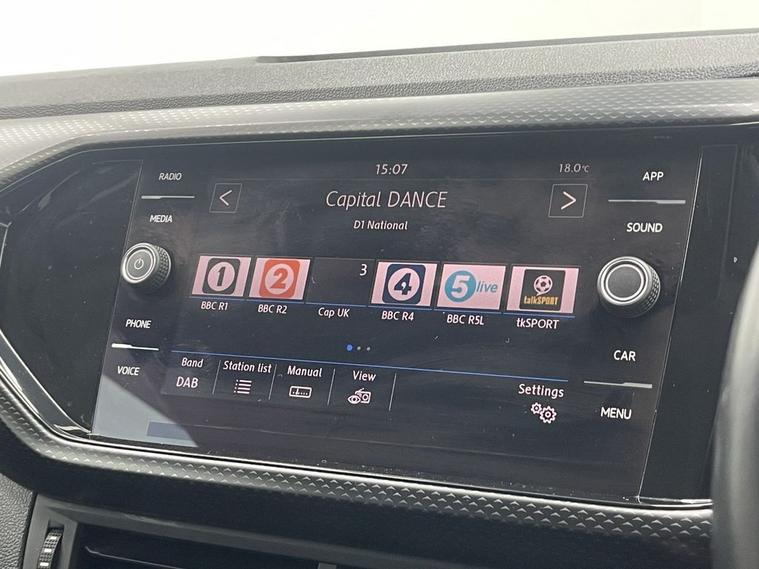 15:07
18.0°C
RADIO
MEDIA
PHONE
VOICE
Capital DANCE
D1 National
APP
SOUND
CAR
MENU
1
2
3
4
5 live
talkSPORT
BBC R1
BBC R2
Cap UK
BBC R4
BBC R5L
tkSPORT
Band
DAB
Station list
Manual
View
Settings